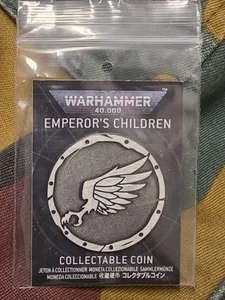 WARHAMMER
™
40,000
EMPEROR'S CHILDREN
COLLECTABLE COIN
JETON À COLLECTIONNER MONETA COLLEZIONABILE SAMMLERMÜNZE
MONEDA COLECCIONABLE 收藏硬币 コレクタブルコイン